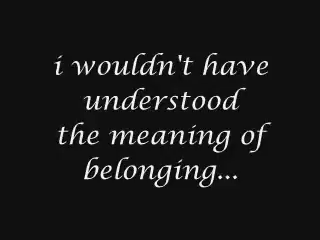 i wouldn't have
understood
the meaning of
belonging...